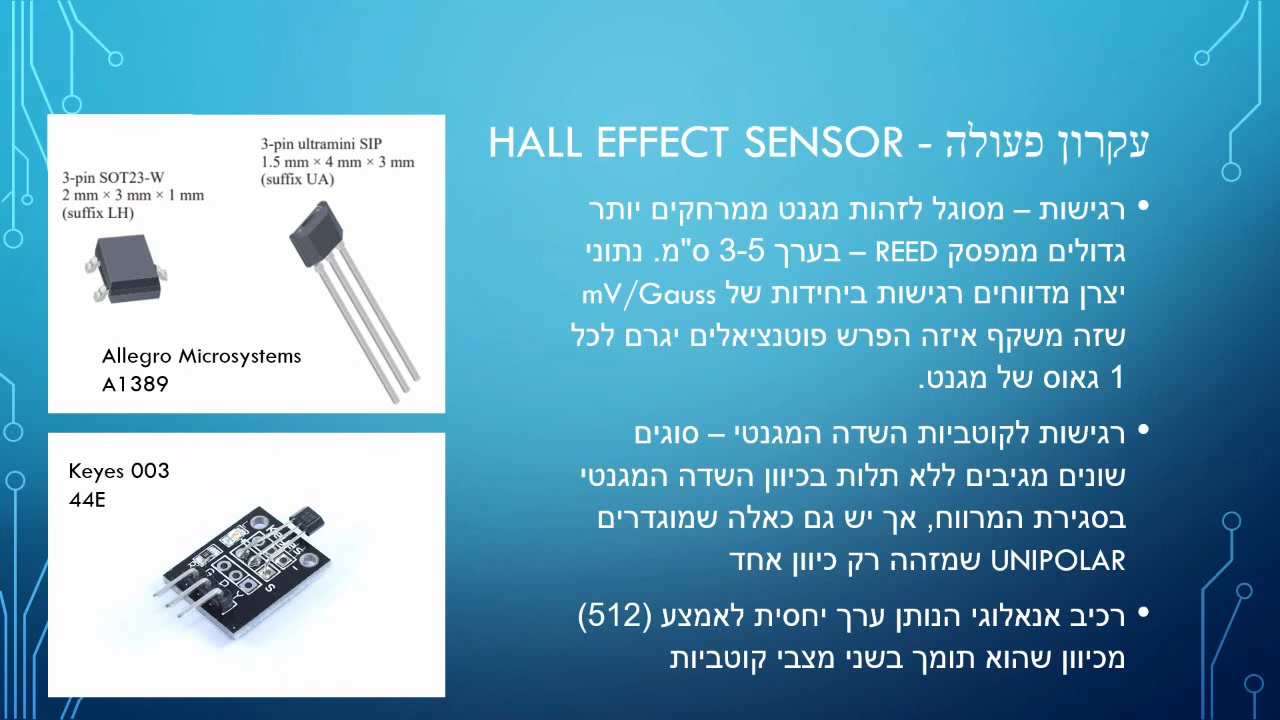 עקרון פעולה - HALL EFFECT SENSOR
• רגישות – מסוגל לזהות מגנט ממרחקים יותר
גדולים ממפסק REED – בערך 3-5 ס"מ. נתוני
יצרן מדווחים רגישות ביחידות של mV/Gauss
שזה משקף איזה הפרש פוטנציאלים יגרם לכל
1 גאוס של מגנט.
• רגישות לקוטביות השדה המגנטי – סוגים
שונים מגיבים ללא תלות בכיוון השדה המגנטי
בסגירת המרווח, אך יש גם כאלה שמוגדרים
UNIPOLAR שמזהה רק כיוון אחד
• רכיב אנאלוגי הנותן ערך יחסית לאמצע (512)
מכיוון שהוא תומך בשני מצבי קוטביות
3-pin SOT23-W
2 mm × 3 mm × 1 mm
(suffix LH)
3-pin ultramini SIP
1.5 mm × 4 mm × 3 mm
(suffix UA)
Allegro Microsystems
A1389
Keyes 003
44E